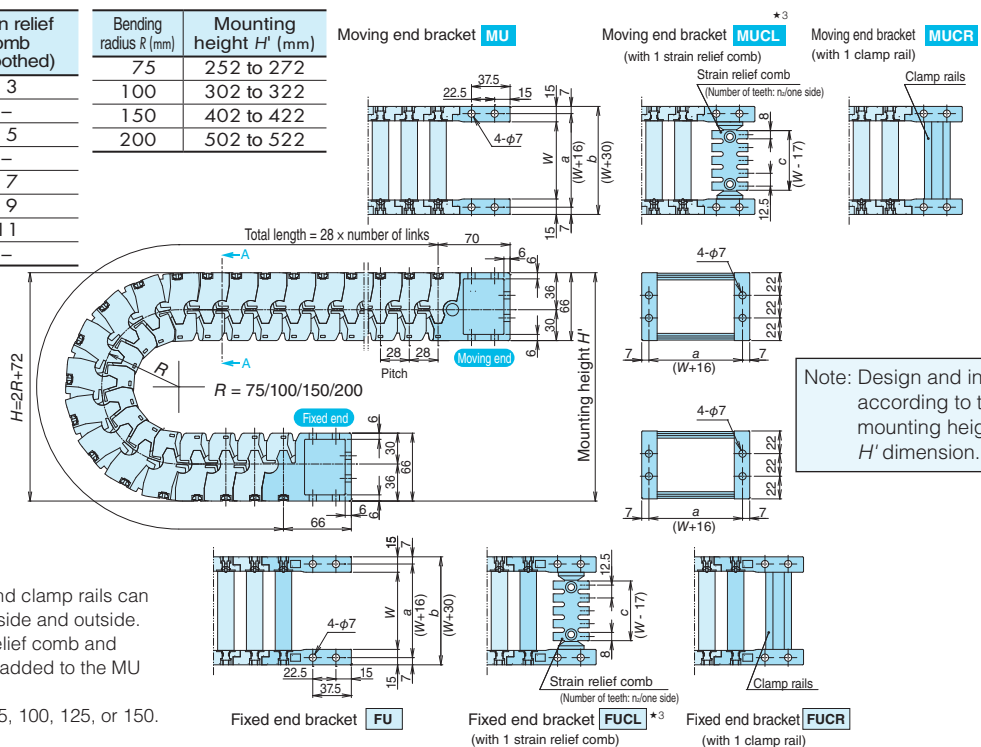 n relief
omb
othed)
3
–
5
–
7
9
11
–
Bending radius R (mm) Mounting height H' (mm)
75 252 to 272
100 302 to 322
150 402 to 422
200 502 to 522
Moving end bracket MU
37.5
22.5 15
15
7
4-φ7
W
a
(W+16)
b
(W+30)
15
7
★3
Moving end bracket MUCL
(with 1 strain relief comb)
Strain relief comb
(Number of teeth: n₂/one side)
8
c
(W - 17)
12.5
Moving end bracket MUCR
(with 1 clamp rail)
Clamp rails
Total length = 28 x number of links
70
A
A
6
6
36
30
66
6
28 28
Pitch
Moving end
H=2R+72
R
R = 75/100/150/200
Mounting height H'
Fixed end
6
30
36
66
6
6
66
4-φ7
22
22
22
7 a 7
(W+16)
4-φ7
22
22
22
7 a 7
(W+16)
Note: Design and in
according to t
mounting heig
H' dimension.
nd clamp rails can
side and outside.
elief comb and
added to the MU
5, 100, 125, or 150.
15
7
W
a
(W+16)
b
(W+30)
4-φ7
22.5 15
37.5
15
7
Fixed end bracket FU
12.5
c
(W - 17)
8
Strain relief comb
(Number of teeth: n₂/one side)
Fixed end bracket FUCL ★3
(with 1 strain relief comb)
Clamp rails
Fixed end bracket FUCR
(with 1 clamp rail)